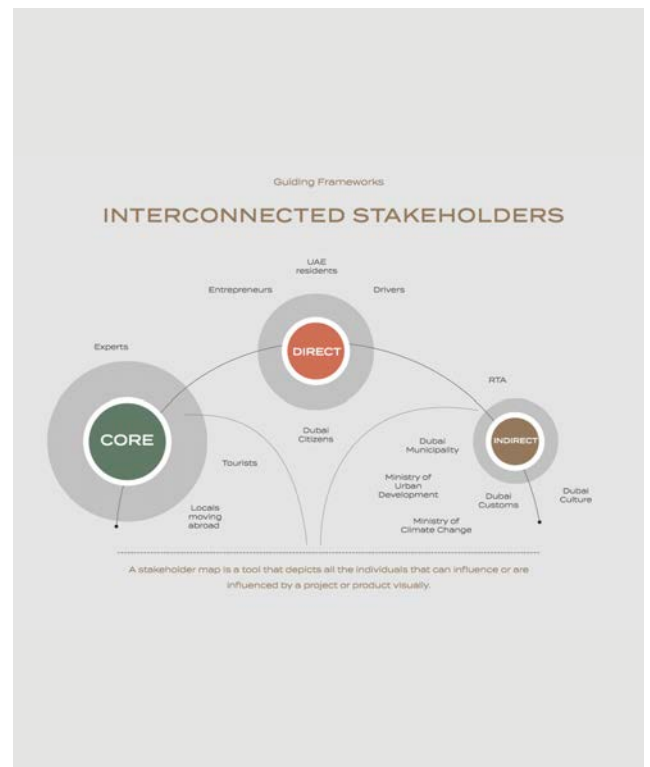 Guiding Frameworks
INTERCONNECTED STAKEHOLDERS
UAE
residents
Entrepreneurs
Drivers
DIRECT
Experts
RTA
CORE
Dubai
Citizens
Dubai
Municipality
INDIRECT
Tourists
Ministry of
Urban
Development
Dubai
Customs
Dubai
Culture
Locals
moving
abroad
Ministry of
Climate Change
A stakeholder map is a tool that depicts all the individuals that can influence or are
influenced by a project or product visually.